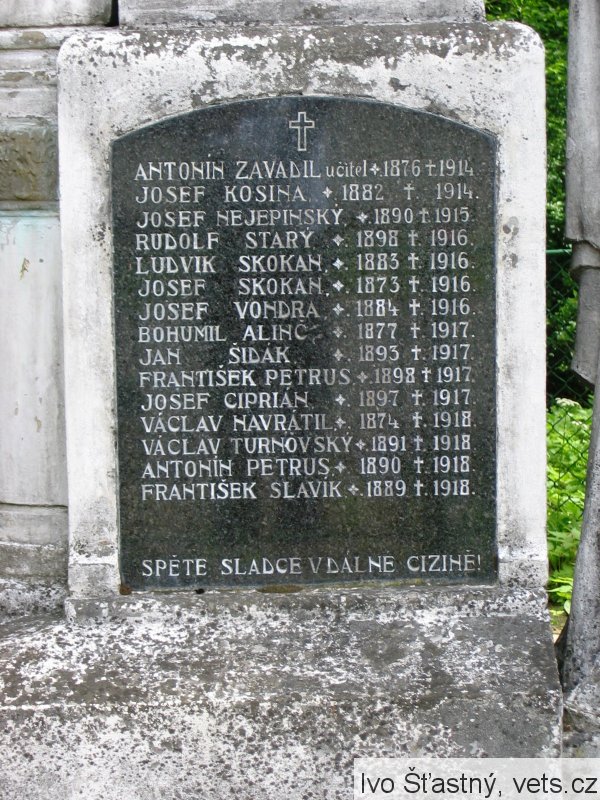 ANTONÍN ZAVADIL učitel * 1876 † 1914
JOSEF KOSINA * 1882 † 1914.
JOSEF NEJEPINSKÝ * 1890 † 1915.
RUDOLF STARÝ * 1898 † 1916.
LUDVIK SKOKAN * 1883 † 1916.
JOSEF SKOKAN * 1873 † 1916
JOSEF VONDRA * 1884 † 1916.
BOHUMIL ALINČ * 1877 † 1917.
JAN ŠIDÁK * 1893 † 1917.
FRANTIŠEK PETRUS * 1898 † 1917.
JOSEF CIPRIÁN * 1897 † 1917.
VÁCLAV NAVRÁTIL * 1874 † 1918.
VÁCLAV TURNOVSKÝ * 1891 † 1918.
ANTONÍN PETRUS * 1890 † 1918.
FRANTIŠEK SLAVÍK * 1889 † 1918.
SPĚTE SLADCE V DÁLNÉ CIZINĚ!
Ivo Šťastný, vets.cz